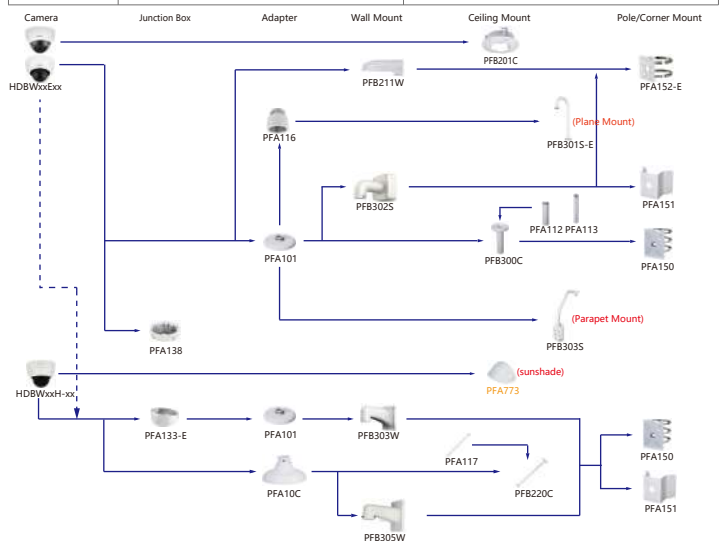 Camera Junction Box Adapter Wall Mount Ceiling Mount Pole/Corner Mount
PFB201C
HDBWxxExx
PFB211W
PFA152-E
PFA116
(Plane Mount)
PFB301S-E
PFB302S
PFA151
PFA112 PFA113
PFA101
PFB300C
PFA150
(Parapet Mount)
PFB303S
PFA138
(sunshade)
HDBWxxH-xx
PFA773
PFA133-E
PFA101
PFB303W
PFA150
PFA117
PFA10C
PFB220C
PFA151
PFB305W